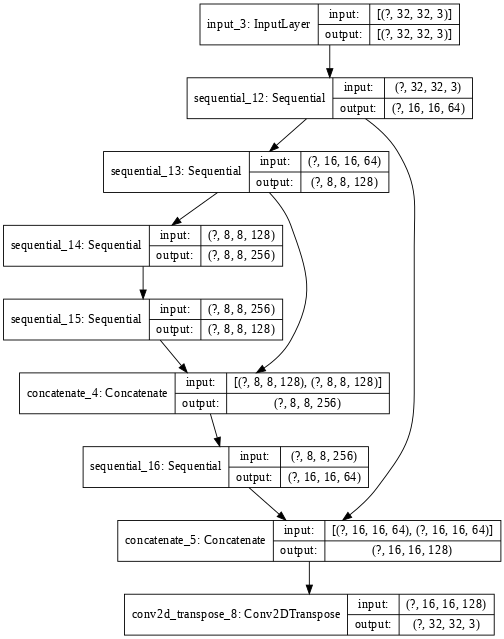 input_3: InputLayer
input:
[(?, 32, 32, 3)]
output:
[(?, 32, 32, 3)]
sequential_12: Sequential
input:
(?, 32, 32, 3)
output:
(?, 16, 16, 64)
sequential_13: Sequential
input:
(?, 16, 16, 64)
output:
(?, 8, 8, 128)
sequential_14: Sequential
input:
(?, 8, 8, 128)
output:
(?, 8, 8, 256)
sequential_15: Sequential
input:
(?, 8, 8, 256)
output:
(?, 8, 8, 128)
concatenate_4: Concatenate
input:
[(?, 8, 8, 128), (?, 8, 8, 128)]
output:
(?, 8, 8, 256)
sequential_16: Sequential
input:
(?, 8, 8, 256)
output:
(?, 16, 16, 64)
concatenate_5: Concatenate
input:
[(?, 16, 16, 64), (?, 16, 16, 64)]
output:
(?, 16, 16, 128)
conv2d_transpose_8: Conv2DTranspose
input:
(?, 16, 16, 128)
output:
(?, 32, 32, 3)